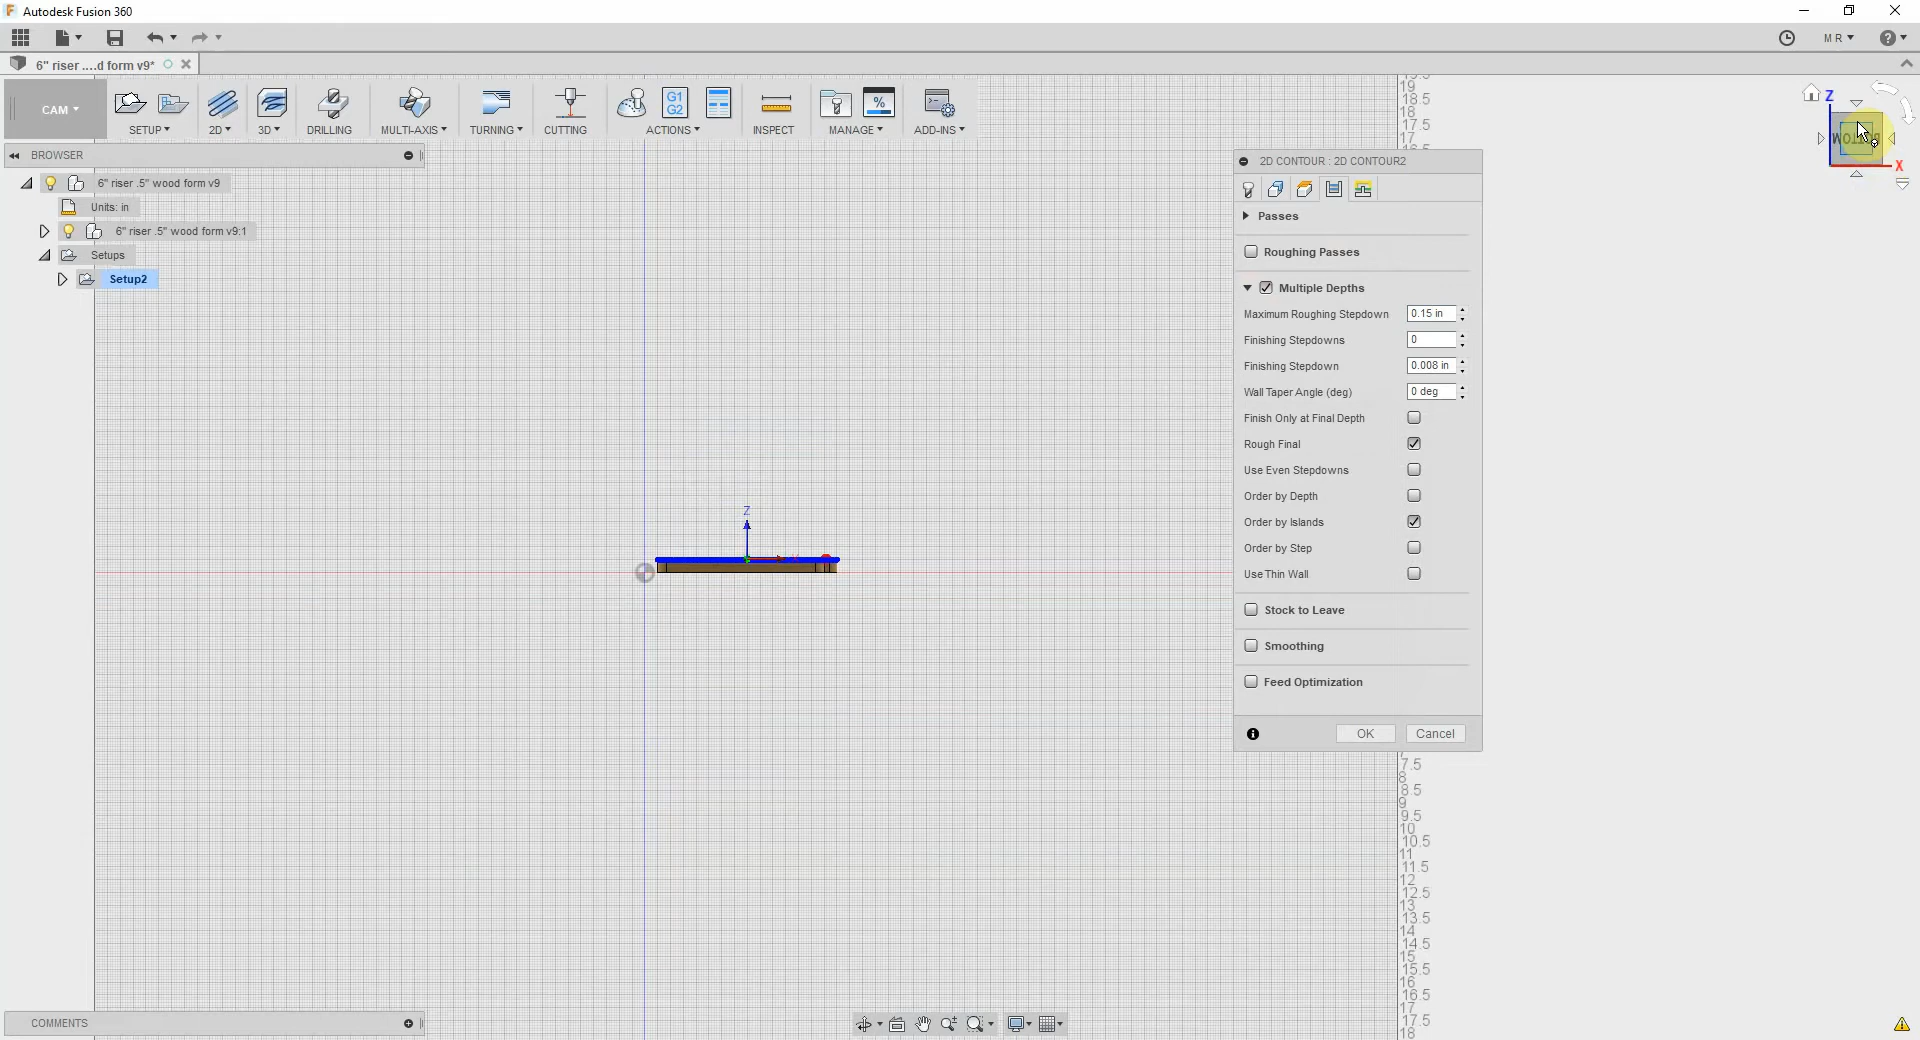 Autodesk Fusion 360
M R
6" riser ....d form v9*
CAM
SETUP
2D
3D
DRILLING
MULTI-AXIS
TURNING
CUTTING
G1
G2
ACTIONS
INSPECT
%
MANAGE
ADD-INS
BROWSER
6" riser .5" wood form v9
Units: in
6" riser .5" wood form v9:1
Setups
Setup2
2D CONTOUR : 2D CONTOUR2
Passes
Roughing Passes
Multiple Depths
Maximum Roughing Stepdown 0.15 in
Finishing Stepdowns 0
Finishing Stepdown 0.008 in
Wall Taper Angle (deg) 0 deg
Finish Only at Final Depth
Rough Final
Use Even Stepdowns
Order by Depth
Order by Islands
Order by Step
Use Thin Wall
Stock to Leave
Smoothing
Feed Optimization
OK Cancel
Z
Z
X
BOTTOM
19
18.5
18
17.5
17
16.5
7.5
8
8.5
9
9.5
10
10.5
11
11.5
12
12.5
13
13.5
14
14.5
15
15.5
16
16.5
17
17.5
18
COMMENTS